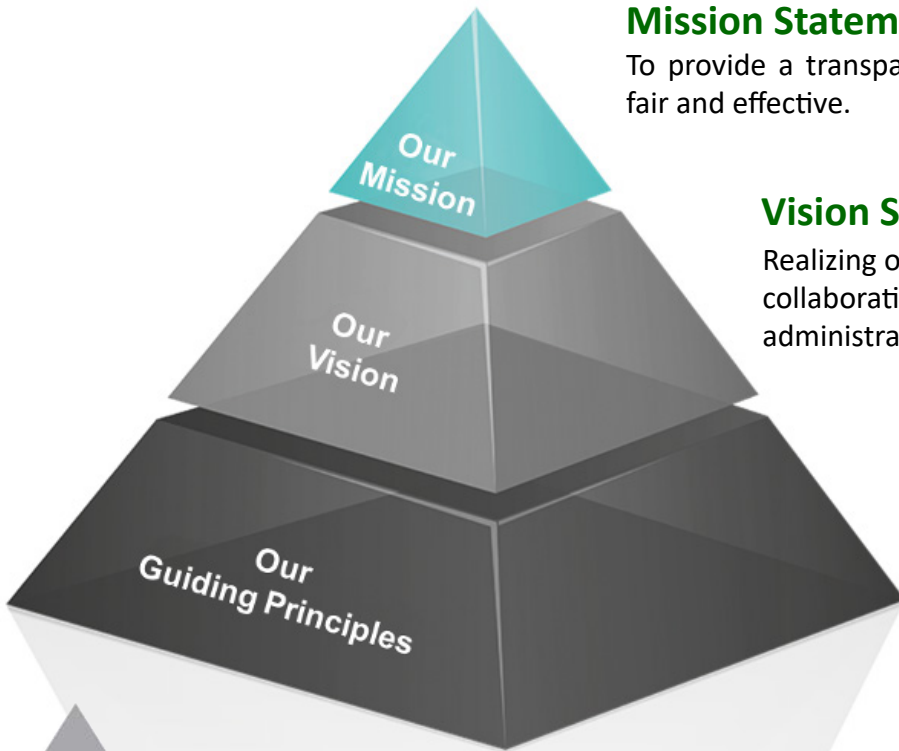 Mission Statem
To provide a transpa
fair and effective.
Our
Mission
Vision S
Realizing o
collaborati
administra
Our
Vision
Our
Guiding Principles